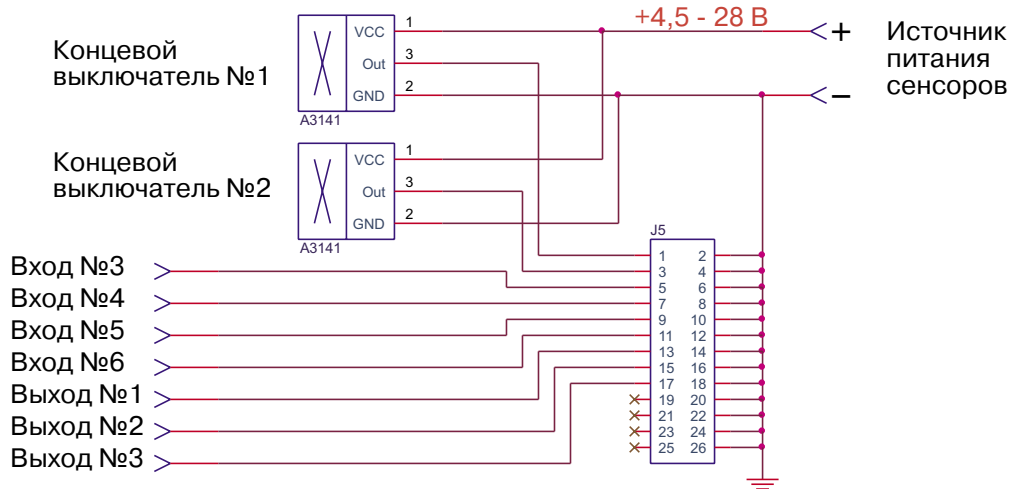 +4,5 - 28 В
+
Источник
питания
сенсоров
−
Концевой
выключатель №1
VCC 1
Out 3
GND 2
A3141
Концевой
выключатель №2
VCC 1
Out 3
GND 2
A3141
Вход №3
Вход №4
Вход №5
Вход №6
Выход №1
Выход №2
Выход №3
J5
1 2
3 4
5 6
7 8
9 10
11 12
13 14
15 16
17 18
19 20
21 22
23 24
25 26